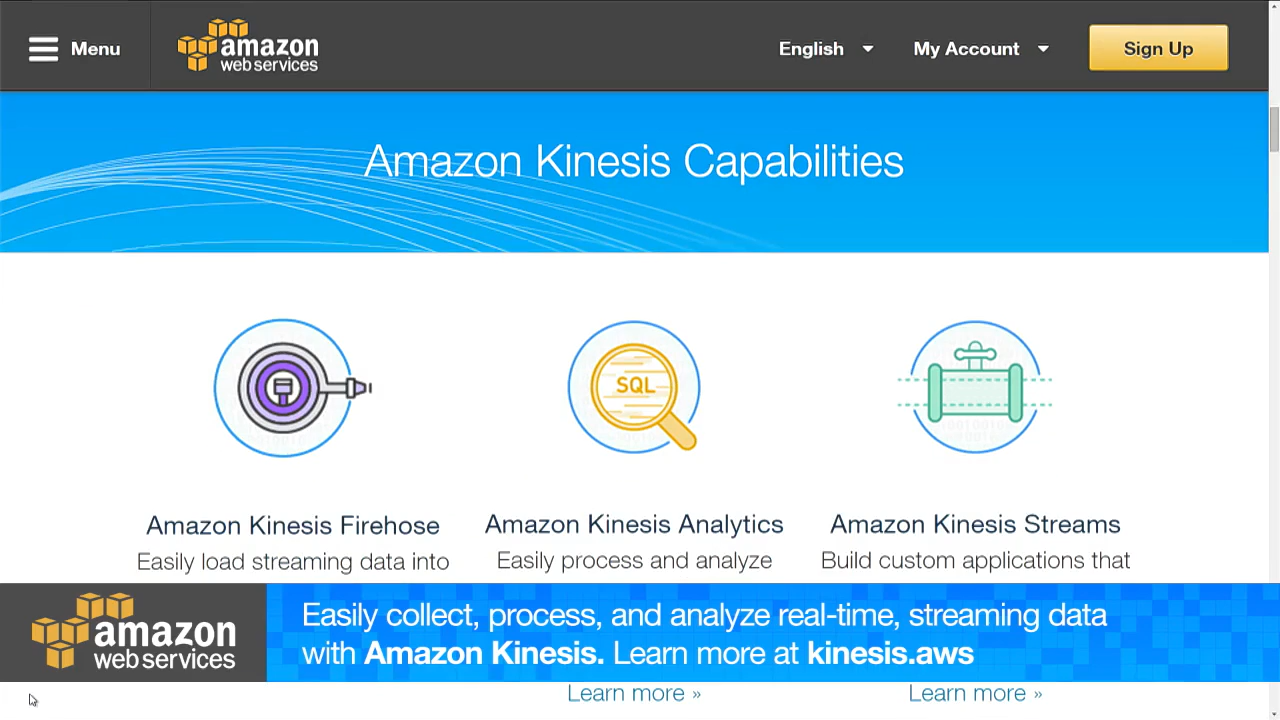 Menu
amazon
web services
English
My Account
Sign Up
Amazon Kinesis Capabilities
SQL
Amazon Kinesis Firehose
Amazon Kinesis Analytics
Amazon Kinesis Streams
Easily load streaming data into
Easily process and analyze
Build custom applications that
amazon
web services
Easily collect, process, and analyze real-time, streaming data
with Amazon Kinesis. Learn more at kinesis.aws
Learn more »
Learn more »